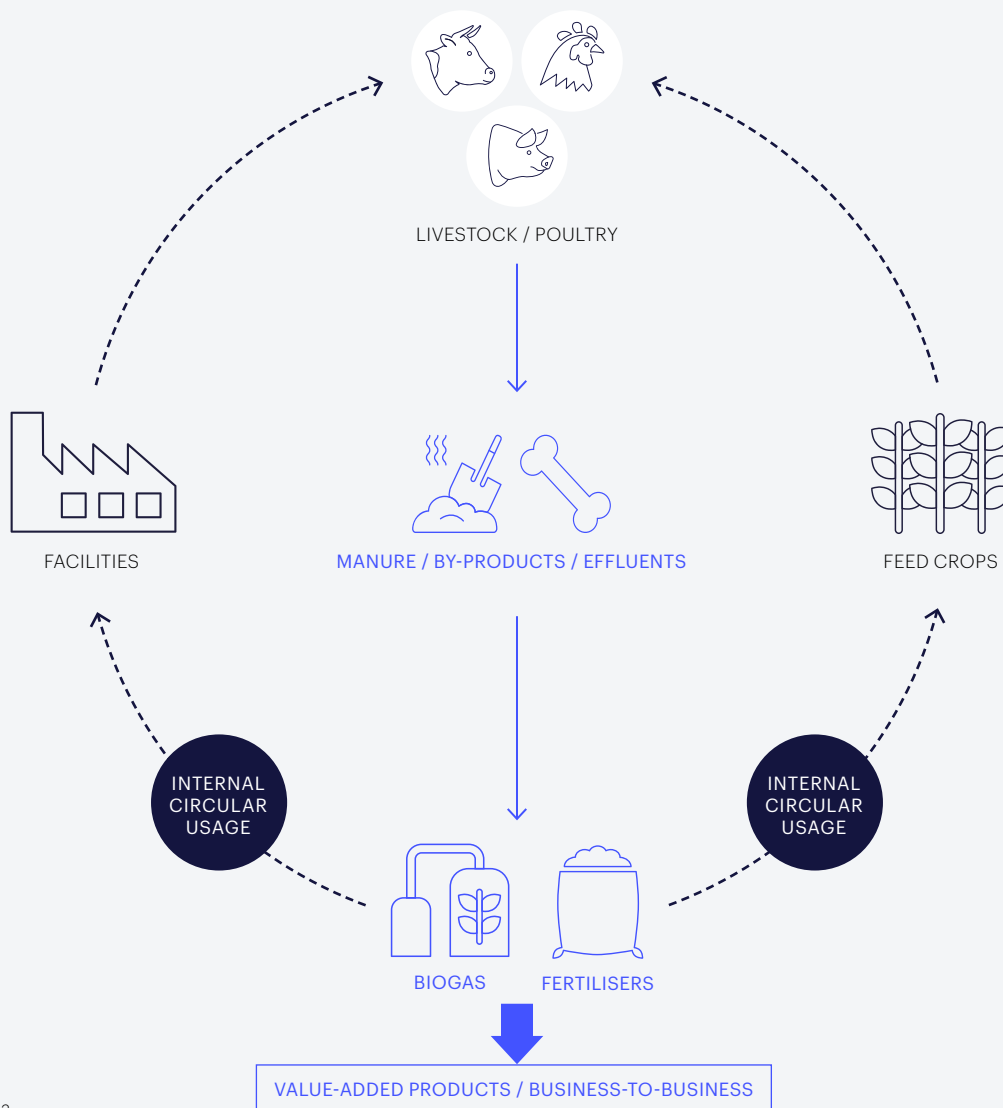 LIVESTOCK / POULTRY
FACILITIES
MANURE / BY-PRODUCTS / EFFLUENTS
FEED CROPS
INTERNAL
CIRCULAR
USAGE
INTERNAL
CIRCULAR
USAGE
BIOGAS
FERTILISERS
VALUE-ADDED PRODUCTS / BUSINESS-TO-BUSINESS